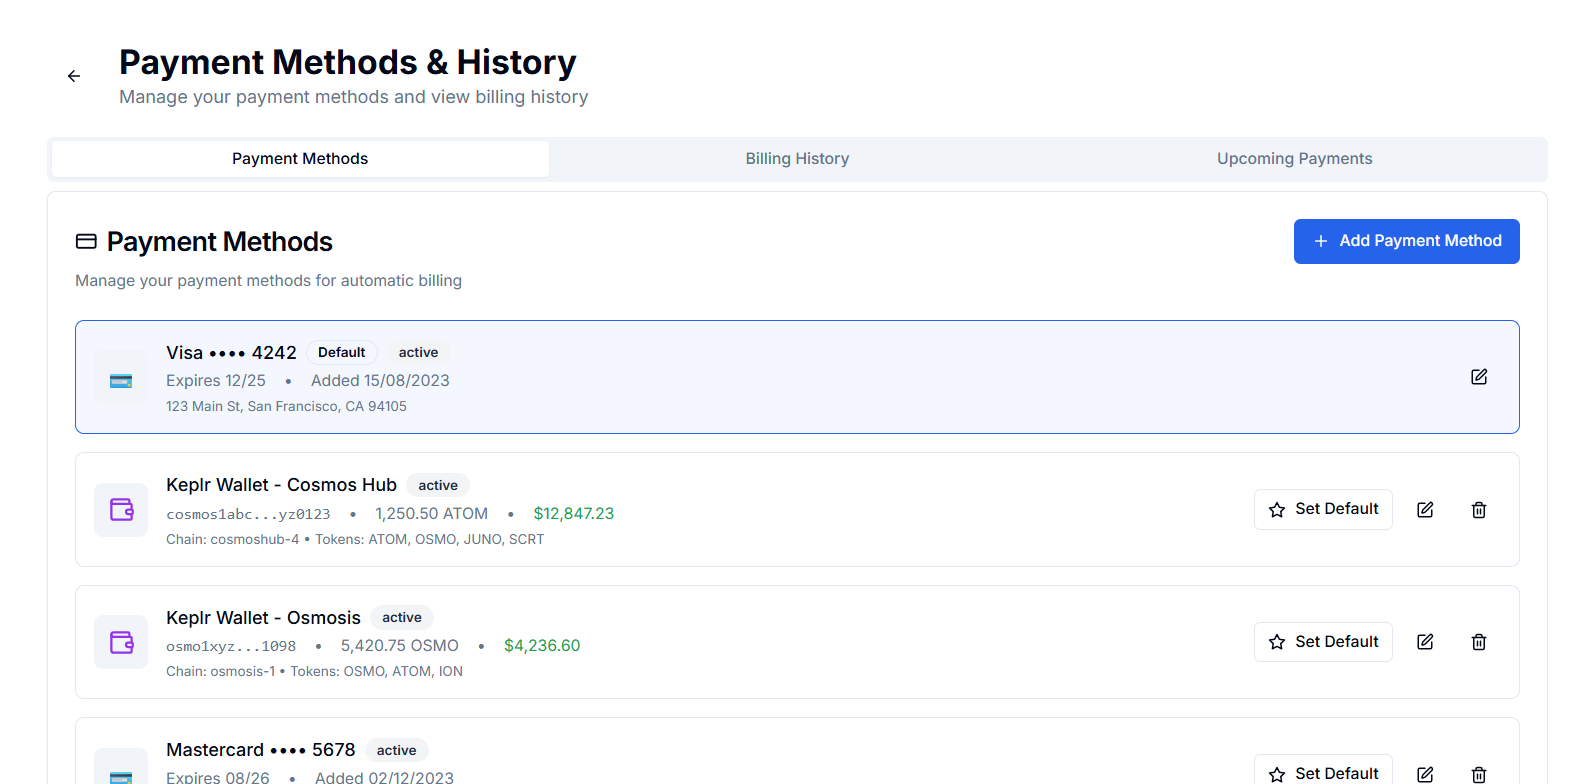 Payment Methods & History
Manage your payment methods and view billing history
Payment Methods
Billing History
Upcoming Payments
Payment Methods
Add Payment Method
Manage your payment methods for automatic billing
Visa •••• 4242 Default active
Expires 12/25 • Added 15/08/2023
123 Main St, San Francisco, CA 94105
Keplr Wallet - Cosmos Hub active
cosmos1abc...yz0123 • 1,250.50 ATOM • $12,847.23
Chain: cosmoshub-4 • Tokens: ATOM, OSMO, JUNO, SCRT
Set Default
Keplr Wallet - Osmosis active
osmo1xyz...1098 • 5,420.75 OSMO • $4,236.60
Chain: osmosis-1 • Tokens: OSMO, ATOM, ION
Set Default
Mastercard •••• 5678 active
Expires 08/26 • Added 02/12/2023
Set Default